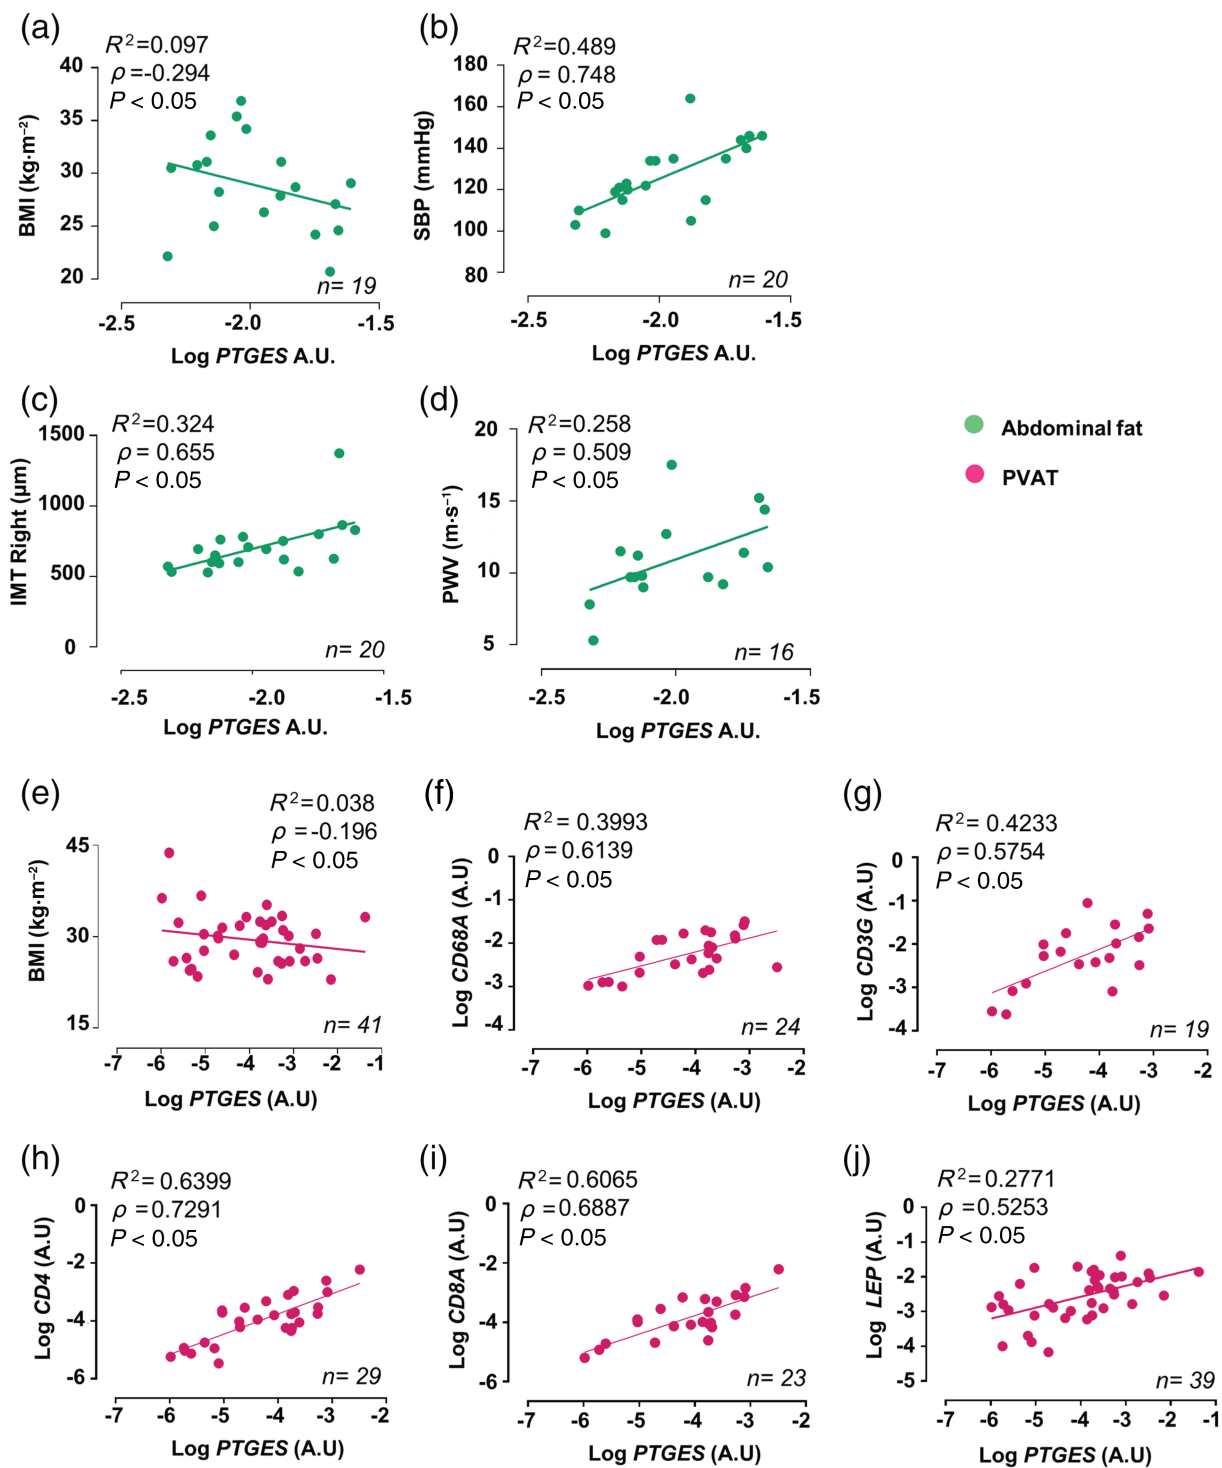 (a)
R²=0.097
ρ =-0.294
P < 0.05
BMI (kg·m⁻²)
40
35
30
25
20
n= 19
-2.5 -2.0 -1.5
Log PTGES A.U.
(b)
R²=0.489
ρ = 0.748
P < 0.05
SBP (mmHg)
180
160
140
120
100
80
n= 20
-2.5 -2.0 -1.5
Log PTGES A.U.
(c)
R²=0.324
ρ = 0.655
P < 0.05
IMT Right (μm)
1500
1000
500
0
n= 20
-2.5 -2.0 -1.5
Log PTGES A.U.
(d)
R²=0.258
ρ = 0.509
P < 0.05
PWV (m·s⁻¹)
20
15
10
5
n= 16
-2.5 -2.0 -1.5
Log PTGES A.U.
Abdominal fat
PVAT
(e)
R²=0.038
ρ =-0.196
P < 0.05
BMI (kg·m⁻²)
45
30
15
n= 41
-7 -6 -5 -4 -3 -2 -1
Log PTGES (A.U)
(f)
R²= 0.3993
ρ=0.6139
P < 0.05
Log CD68A (A.U)
0
-1
-2
-3
-4
n= 24
-7 -6 -5 -4 -3 -2
Log PTGES (A.U)
(g)
R²= 0.4233
ρ=0.5754
P < 0.05
Log CD3G (A.U)
0
-1
-2
-3
-4
n= 19
-7 -6 -5 -4 -3 -2
Log PTGES (A.U)
(h)
R²=0.6399
ρ =0.7291
P < 0.05
Log CD4 (A.U)
0
-2
-4
-6
n= 29
-7 -6 -5 -4 -3 -2
Log PTGES (A.U)
(i)
R²=0.6065
ρ =0.6887
P < 0.05
Log CD8A (A.U)
0
-2
-4
-6
n= 23
-7 -6 -5 -4 -3 -2
Log PTGES (A.U)
(j)
R²=0.2771
ρ =0.5253
P < 0.05
Log LEP (A.U)
0
-1
-2
-3
-4
-5
n= 39
-7 -6 -5 -4 -3 -2 -1
Log PTGES (A.U)